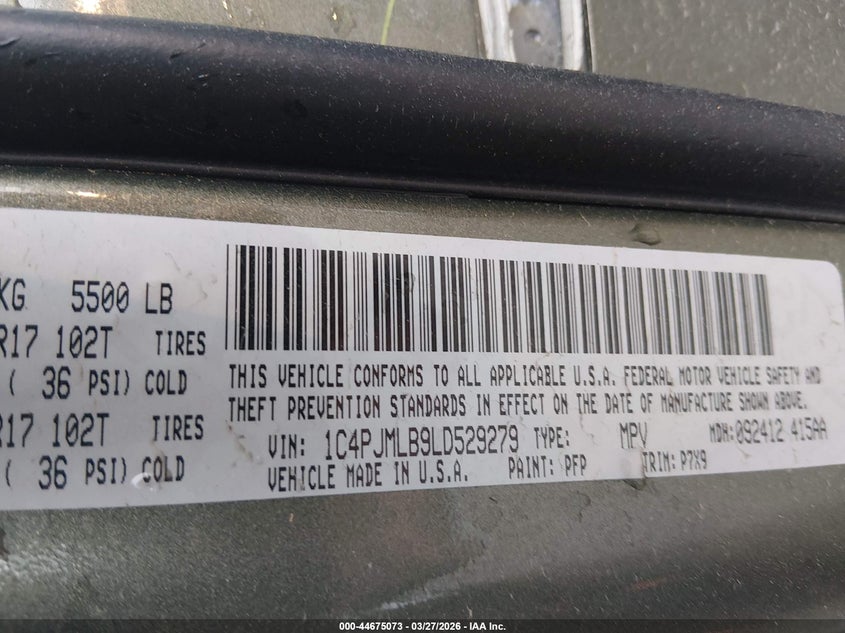 KG 5500 LB
R17 102T TIRES
( 36 PSI) COLD
R17 102T TIRES
( 36 PSI) COLD
THIS VEHICLE CONFORMS TO ALL APPLICABLE U.S.A. FEDERAL MOTOR VEHICLE SAFETY AND
THEFT PREVENTION STANDARDS IN EFFECT ON THE DATE OF MANUFACTURE SHOWN ABOVE.
VIN: 1C4PJMLB9LD529279 TYPE: MPV MDH:092412 415AA
VEHICLE MADE IN U.S.A. PAINT: PFP TRIM: P7X9
000-44675073 — 03/27/2026 — IAA Inc.